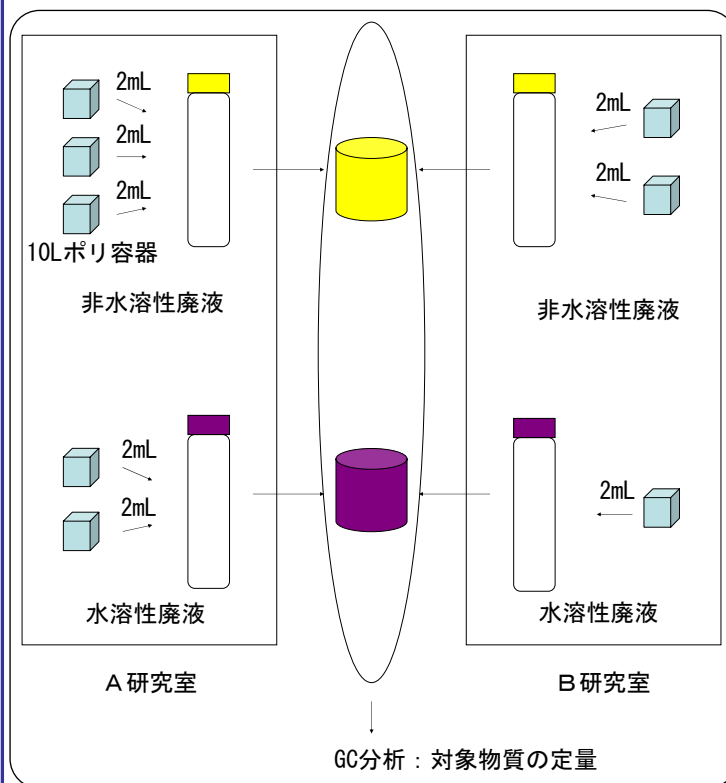 2mL
2mL
2mL
10Lポリ容器
非水溶性廃液
2mL
2mL
水溶性廃液
A研究室
2mL
2mL
非水溶性廃液
2mL
水溶性廃液
B研究室
GC分析：対象物質の定量